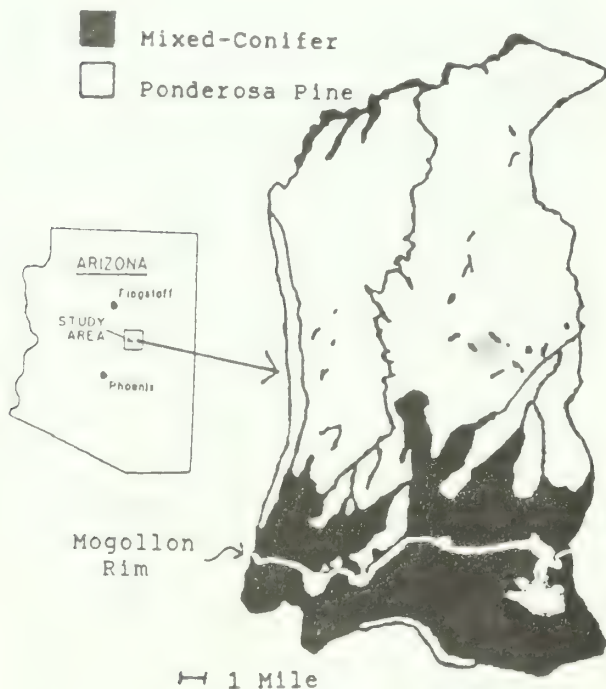 Mixed-Conifer
Ponderosa Pine
ARIZONA
Flagstaff
STUDY
AREA
Phoenix
Mogollon
Rim
1 Mile